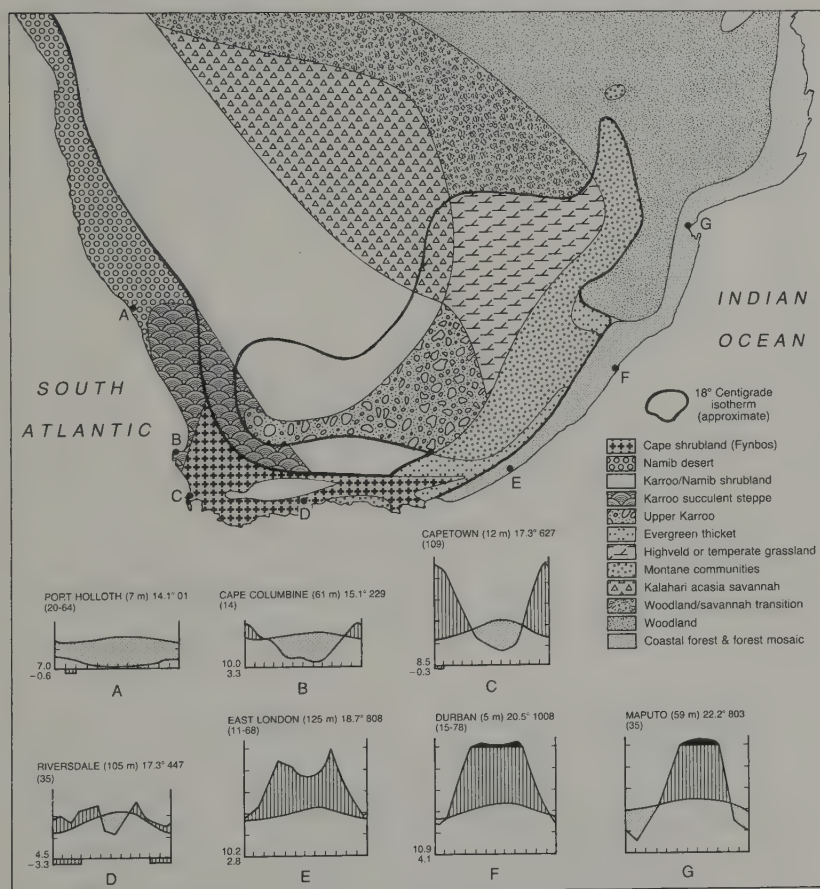 G
A
INDIAN
OCEAN
SOUTH
ATLANTIC
F
18° Centigrade
isotherm
(approximate)
B
C
D
E
Cape shrubland (Fynbos)
Namib desert
Karroo/Namib shrubland
Karroo succulent steppe
Upper Karroo
Evergreen thicket
Highveld or temperate grassland
Montane communities
Kalahari acasia savannah
Woodland/savannah transition
Woodland
Coastal forest & forest mosaic
PORT HOLLOTH (7 m) 14.1° 01
(20-64)
7.0
-0.6
A
CAPE COLUMBINE (61 m) 15.1° 229
(14)
10.0
3.3
B
CAPETOWN (12 m) 17.3° 627
(109)
8.5
-0.3
C
RIVERSDALE (105 m) 17.3° 447
(35)
4.5
-3.3
D
EAST LONDON (125 m) 18.7° 808
(11-68)
10.2
2.8
E
DURBAN (5 m) 20.5° 1008
(15-78)
10.9
4.1
F
MAPUTO (59 m) 22.2° 803
(35)
G